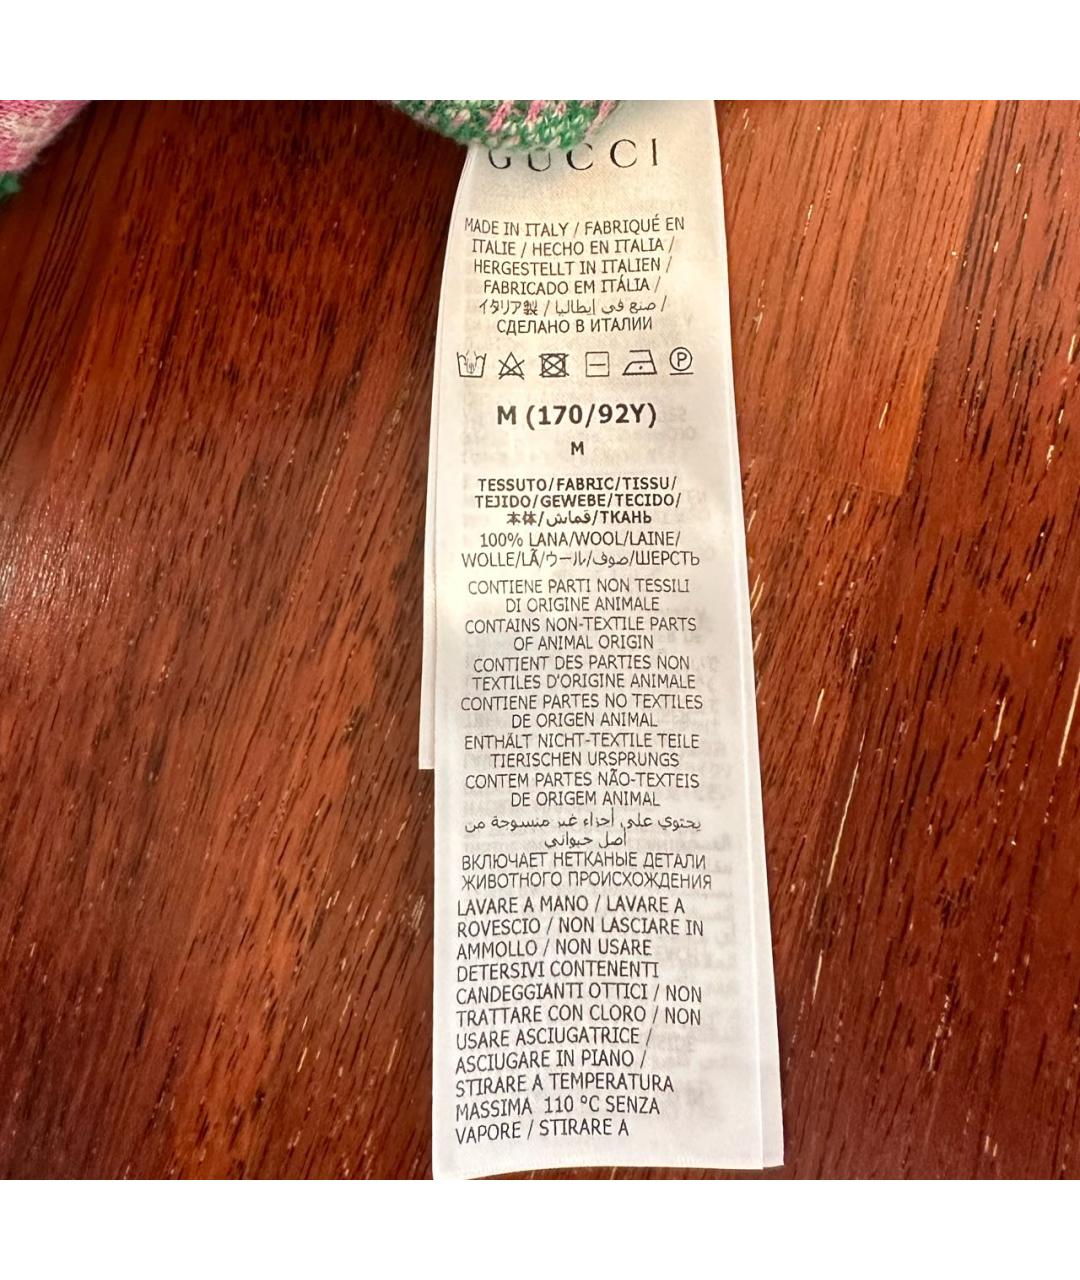 GUCCI
MADE IN ITALY / FABRIQUÉ EN
ITALIE / HECHO EN ITALIA /
HERGESTELLT IN ITALIEN /
FABRICADO EM ITÁLIA /
イタリア製 / صنع في إيطاليا /
СДЕЛАНО В ИТАЛИИ
P
M (170/92Y)
M
TESSUTO/FABRIC/TISSU/
TEJIDO/GEWEBE/TECIDO/
本体/قماش/ТКАНЬ
100% LANA/WOOL/LAINE/
WOLLE/LÃ/ウール/صوف/ШЕРСТЬ
CONTIENE PARTI NON TESSILI
DI ORIGINE ANIMALE
CONTAINS NON-TEXTILE PARTS
OF ANIMAL ORIGIN
CONTIENT DES PARTIES NON
TEXTILES D'ORIGINE ANIMALE
CONTIENE PARTES NO TEXTILES
DE ORIGEN ANIMAL
ENTHÄLT NICHT-TEXTILE TEILE
TIERISCHEN URSPRUNGS
CONTEM PARTES NÃO-TEXTEIS
DE ORIGEM ANIMAL
يحتوي على أجزاء غير منسوجة من
أصل حيواني
ВКЛЮЧАЕТ НЕТКАНЫЕ ДЕТАЛИ
ЖИВОТНОГО ПРОИСХОЖДЕНИЯ
LAVARE A MANO / LAVARE A
ROVESCIO / NON LASCIARE IN
AMMOLLO / NON USARE
DETERSIVI CONTENENTI
CANDEGGIANTI OTTICI / NON
TRATTARE CON CLORO / NON
USARE ASCIUGATRICE /
ASCIUGARE IN PIANO /
STIRARE A TEMPERATURA
MASSIMA 110 °C SENZA
VAPORE / STIRARE A